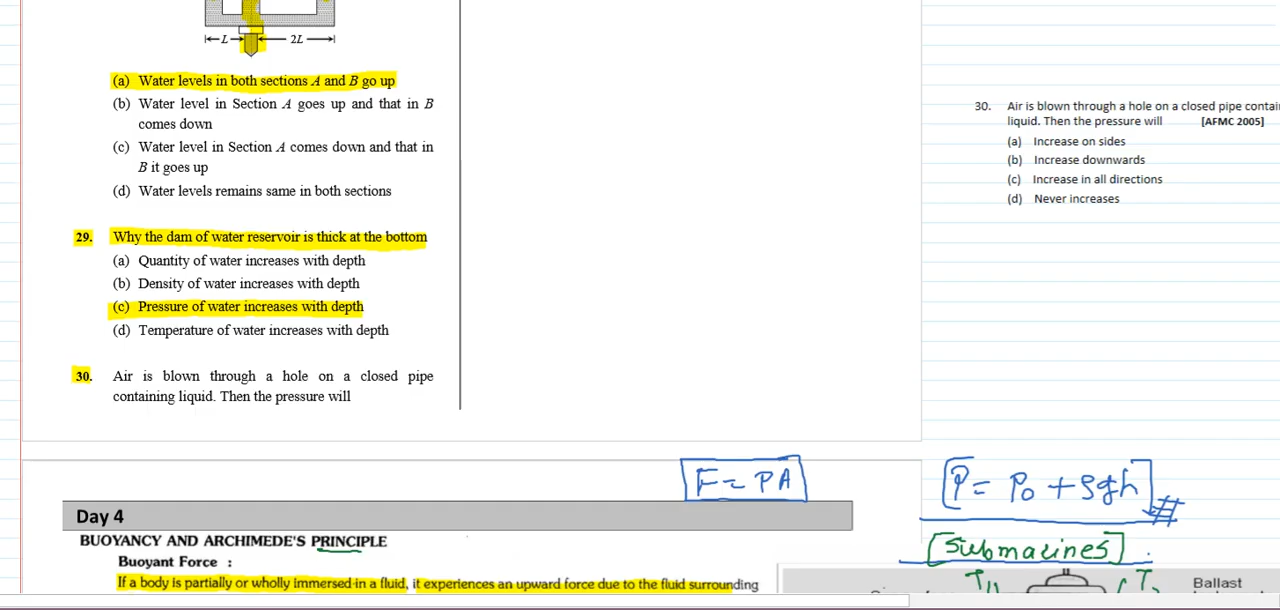 L
2L
(a) Water levels in both sections A and B go up
(b) Water level in Section A goes up and that in B
comes down
(c) Water level in Section A comes down and that in
B it goes up
(d) Water levels remains same in both sections
29. Why the dam of water reservoir is thick at the bottom
(a) Quantity of water increases with depth
(b) Density of water increases with depth
(c) Pressure of water increases with depth
(d) Temperature of water increases with depth
30. Air is blown through a hole on a closed pipe
containing liquid. Then the pressure will
30. Air is blown through a hole on a closed pipe contai
liquid. Then the pressure will [AFMC 2005]
(a) Increase on sides
(b) Increase downwards
(c) Increase in all directions
(d) Never increases
F = PA
P = P₀ + ρgh
Day 4
BUOYANCY AND ARCHIMEDE'S PRINCIPLE
Buoyant Force :
If a body is partially or wholly immersed in a fluid, it experiences an upward force due to the fluid surrounding
[Submarines]
Ballast